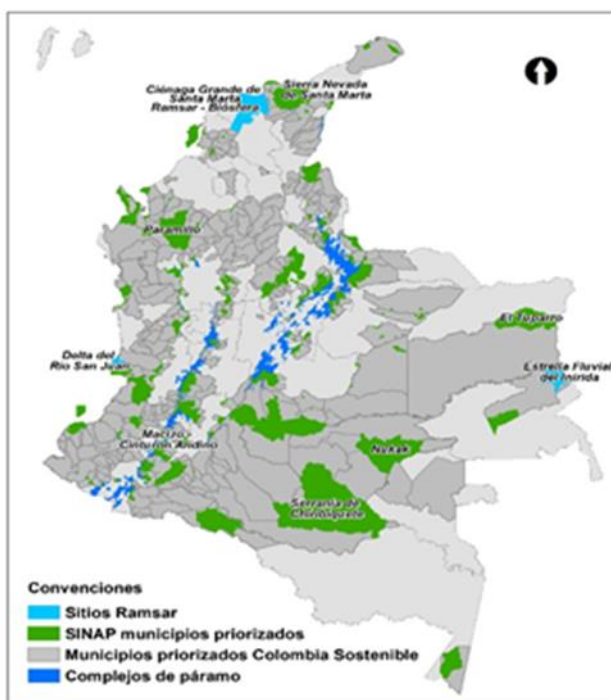 Ciénaga Grande de
Santa Marta
Ramsar - Biósfera
Sierra Nevada
de Santa Marta
Paramillo
El Tuparro
Delta del
Rio San Juan
Estrella Fluvial
del Inirida
Macizo
Cinturón Andino
Nukak
Serranía de
Chiribiquete
Convenciones
Sitios Ramsar
SINAP municipios priorizados
Municipios priorizados Colombia Sostenible
Complejos de páramo